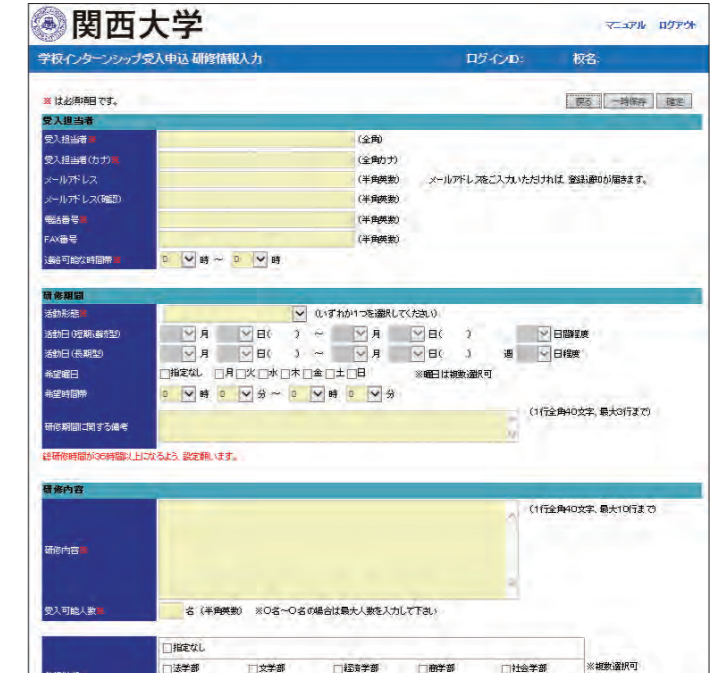 関西大学
マニュアル ログアウト
学校インターンシップ受入申込 研修情報入力 ログインID: 校名:
※ は必須項目です。 戻る 一時保存 確定
受入担当者
受入担当者※ (全角)
受入担当者(カナ)※ (全角カナ)
メールアドレス (半角英数) メールアドレスをご入力いただければ、登録通知が届きます。
メールアドレス(確認) (半角英数)
電話番号※ (半角英数)
FAX番号 (半角英数)
連絡可能な時間帯※ 0 時 ~ 0 時
研修期間
活動形態※ (いずれか1つを選択してください)
活動日(短期集中型) 月 日( ) ~ 月 日( ) 日間程度
活動日(長期型) 月 日( ) ~ 月 日( ) 週 日程度
希望曜日 指定なし 月 火 水 木 金 土 日 ※曜日は複数選択可
希望時間帯 0 時 0 分 ~ 0 時 0 分
研修期間に関する備考 (1行全角40文字、最大3行まで)
総研修時間が36時間以上になるよう、設定願います。
研修内容
研修内容※ (1行全角40文字、最大10行まで)
受入可能人数※ 名 (半角英数) ※○名~○名の場合は最大人数を入力して下さい
指定なし
法学部 文学部 経済学部 商学部 社会学部 ※複数選択可